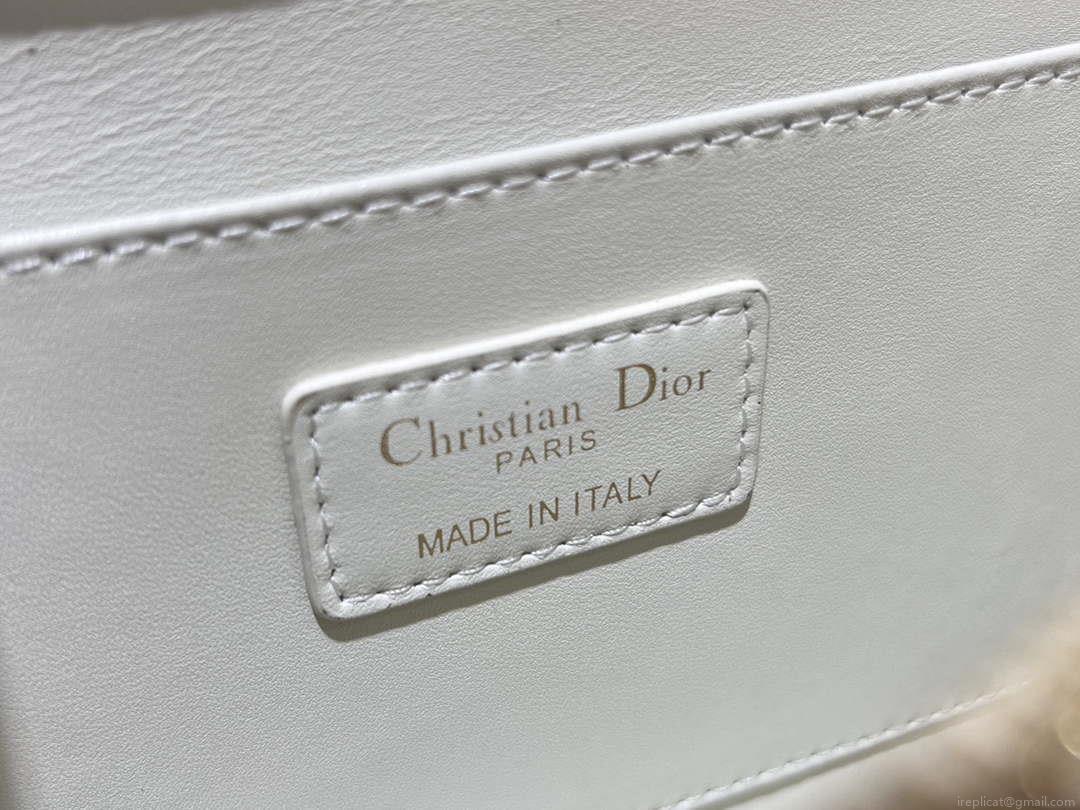 Christian Dior
PARIS
MADE IN ITALY
ireplicat@gmail.com